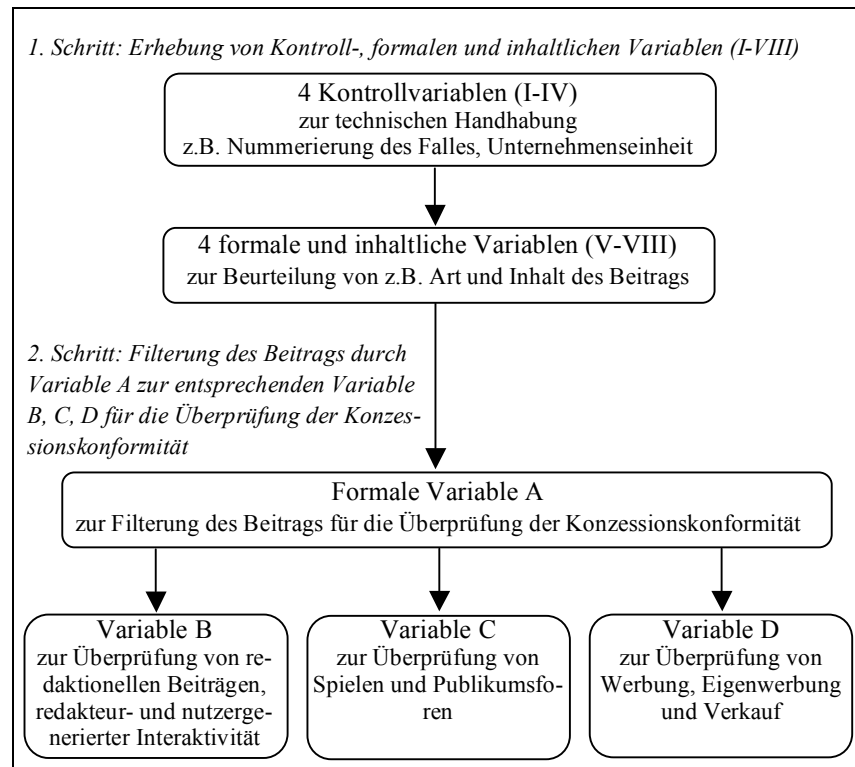 1. Schritt: Erhebung von Kontroll-, formalen und inhaltlichen Variablen (I-VIII)
4 Kontrollvariablen (I-IV)
zur technischen Handhabung
z.B. Nummerierung des Falles, Unternehmenseinheit
4 formale und inhaltliche Variablen (V-VIII)
zur Beurteilung von z.B. Art und Inhalt des Beitrags
2. Schritt: Filterung des Beitrags durch
Variable A zur entsprechenden Variable
B, C, D für die Überprüfung der Konzes-
sionskonformität
Formale Variable A
zur Filterung des Beitrags für die Überprüfung der Konzessionskonformität
Variable B
zur Überprüfung von re-
daktionellen Beiträgen,
redakteur- und nutzerge-
nerierter Interaktivität
Variable C
zur Überprüfung von
Spielen und Publikumsfo-
ren
Variable D
zur Überprüfung von
Werbung, Eigenwerbung
und Verkauf